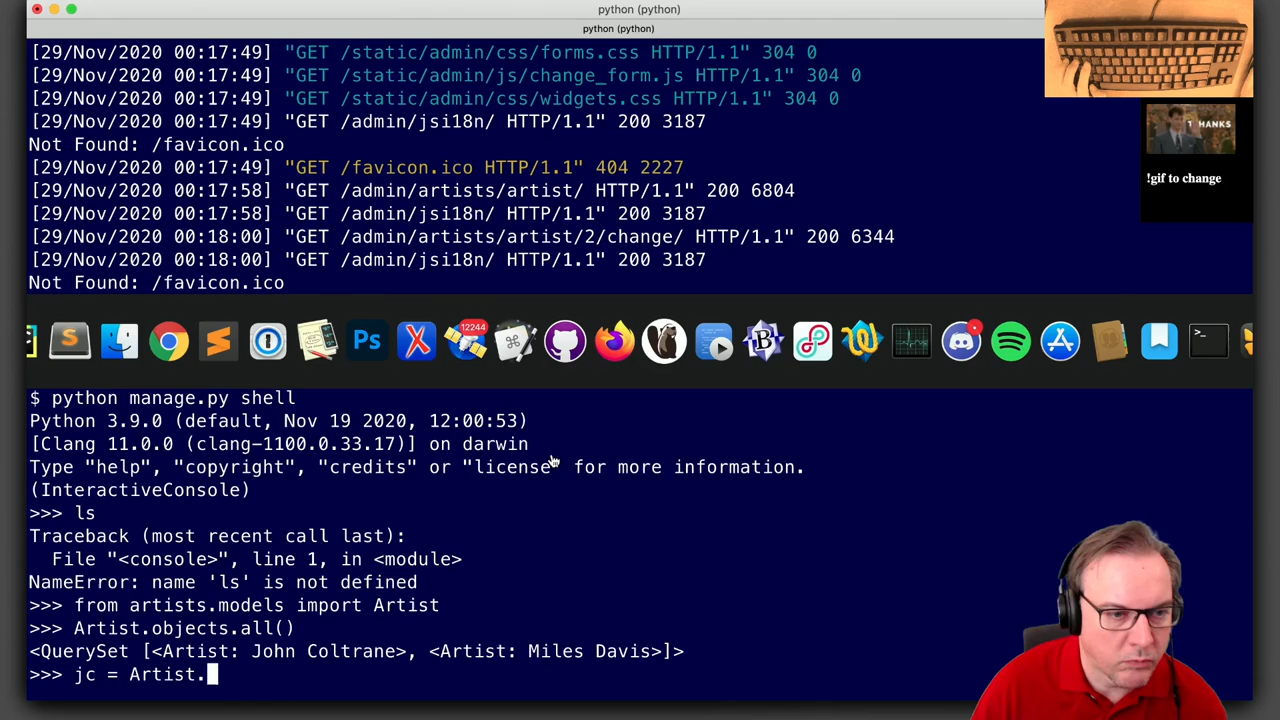 python (python)
python (python)
[29/Nov/2020 00:17:49] "GET /static/admin/css/forms.css HTTP/1.1" 304 0
[29/Nov/2020 00:17:49] "GET /static/admin/js/change_form.js HTTP/1.1" 304 0
[29/Nov/2020 00:17:49] "GET /static/admin/css/widgets.css HTTP/1.1" 304 0
[29/Nov/2020 00:17:49] "GET /admin/jsi18n/ HTTP/1.1" 200 3187
Not Found: /favicon.ico
[29/Nov/2020 00:17:49] "GET /favicon.ico HTTP/1.1" 404 2227
[29/Nov/2020 00:17:58] "GET /admin/artists/artist/ HTTP/1.1" 200 6804
[29/Nov/2020 00:17:58] "GET /admin/jsi18n/ HTTP/1.1" 200 3187
[29/Nov/2020 00:18:00] "GET /admin/artists/artist/2/change/ HTTP/1.1" 200 6344
[29/Nov/2020 00:18:00] "GET /admin/jsi18n/ HTTP/1.1" 200 3187
Not Found: /favicon.ico
T HANKS
!gif to change
Ps
12244
B
>_
$ python manage.py shell
Python 3.9.0 (default, Nov 19 2020, 12:00:53)
[Clang 11.0.0 (clang-1100.0.33.17)] on darwin
Type "help", "copyright", "credits" or "license" for more information.
(InteractiveConsole)
>>> ls
Traceback (most recent call last):
  File "<console>", line 1, in <module>
NameError: name 'ls' is not defined
>>> from artists.models import Artist
>>> Artist.objects.all()
<QuerySet [<Artist: John Coltrane>, <Artist: Miles Davis>]>
>>> jc = Artist.